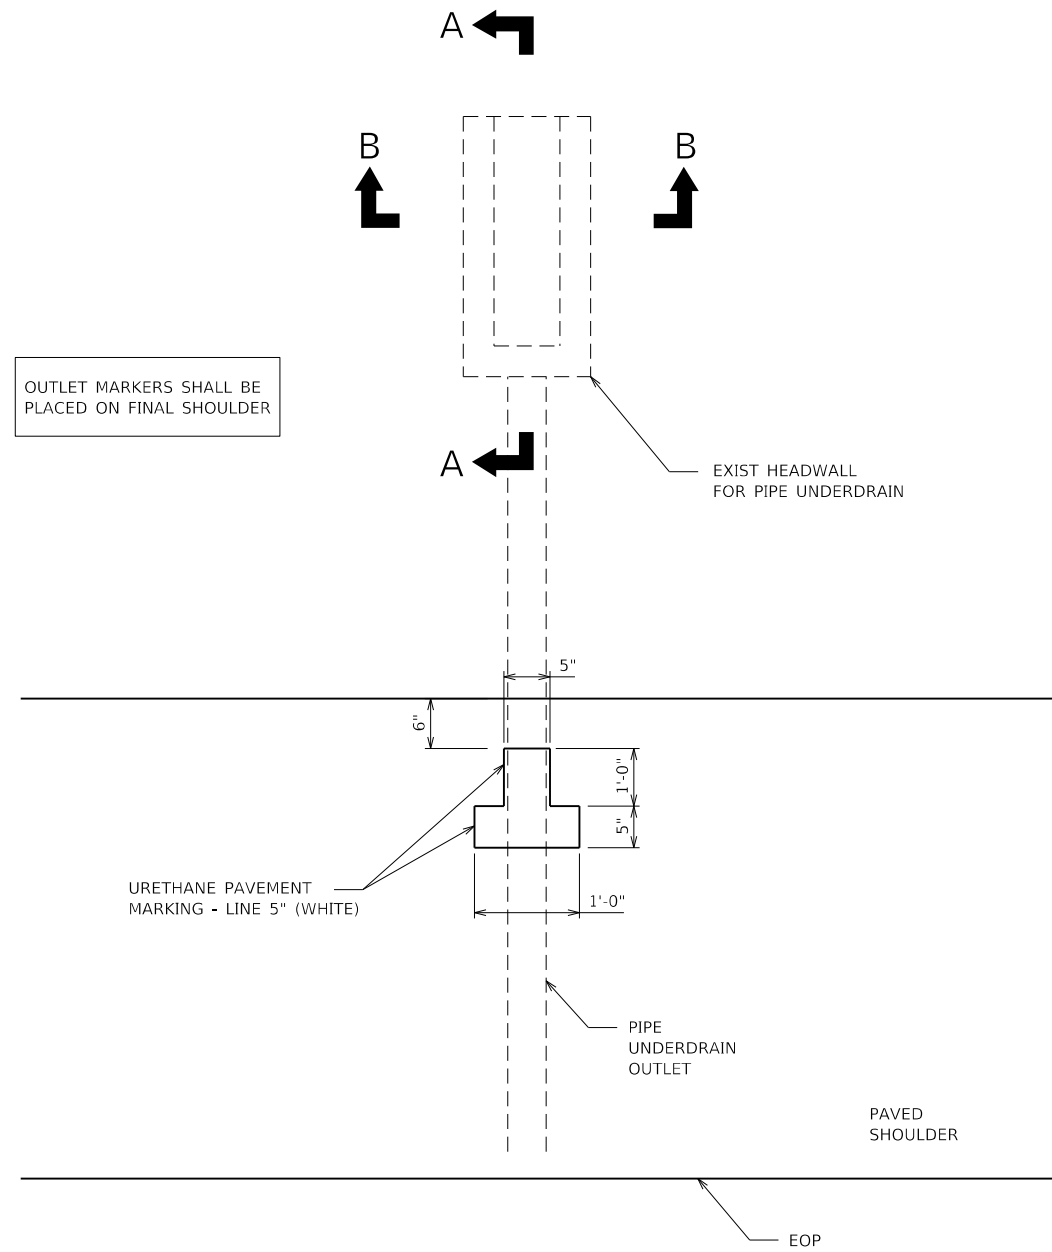 A
B
B
OUTLET MARKERS SHALL BE
PLACED ON FINAL SHOULDER
A
EXIST HEADWALL
FOR PIPE UNDERDRAIN
5"
6"
1'-0"
5"
URETHANE PAVEMENT
MARKING - LINE 5" (WHITE)
1'-0"
PIPE
UNDERDRAIN
OUTLET
PAVED
SHOULDER
EOP